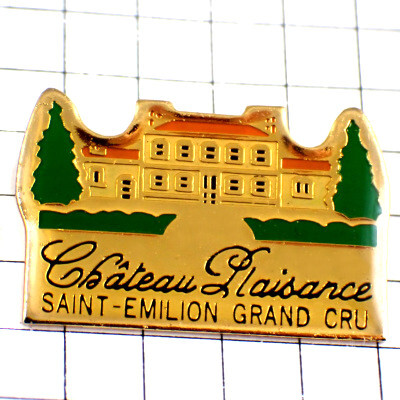 Château Plaisance
SAINT-EMILION GRAND CRU